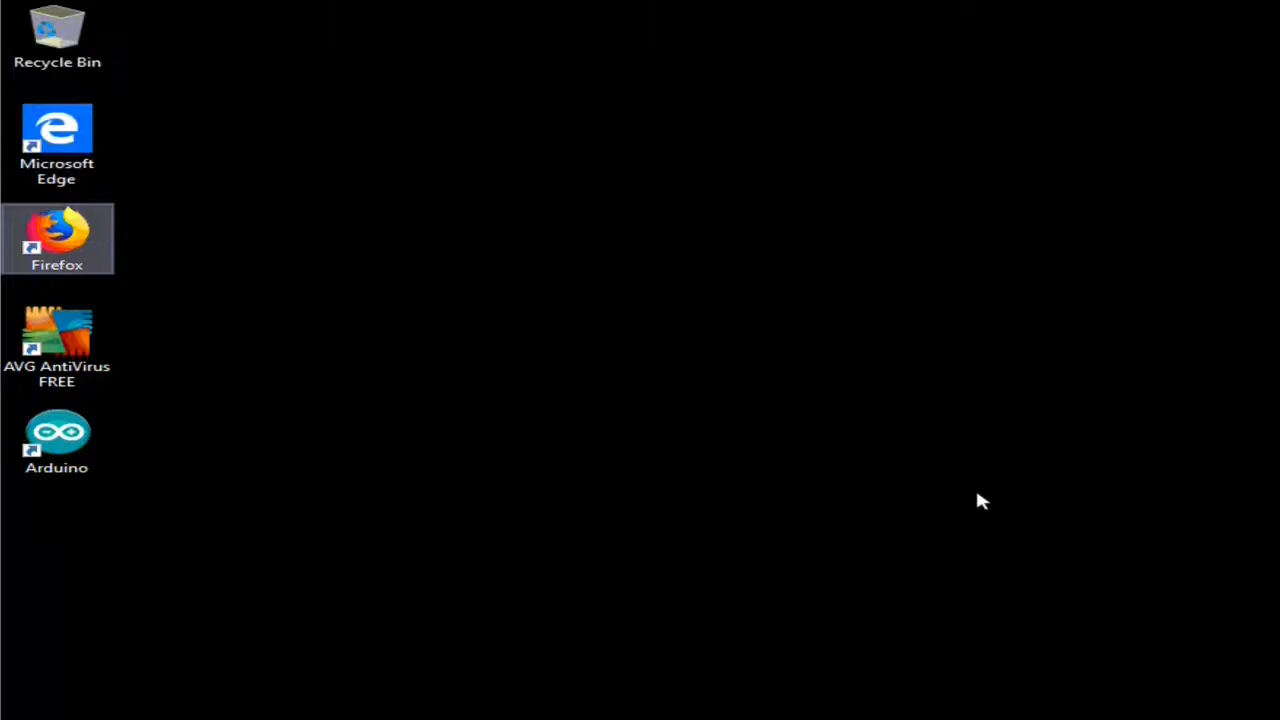 Recycle Bin
Microsoft
Edge
Firefox
AVG AntiVirus
FREE
Arduino